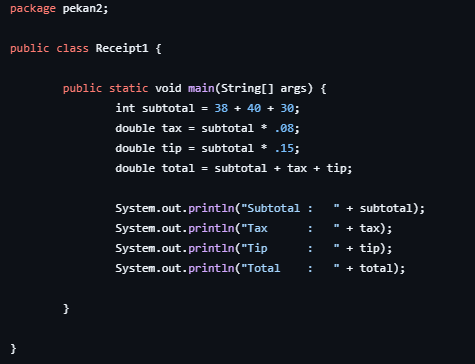 package pekan2;
public class Receipt1 {
public static void main(String[] args) {
int subtotal = 38 + 40 + 30;
double tax = subtotal * .08;
double tip = subtotal * .15;
double total = subtotal + tax + tip;
System.out.println("Subtotal :   " + subtotal);
System.out.println("Tax      :   " + tax);
System.out.println("Tip      :   " + tip);
System.out.println("Total    :   " + total);
}
}